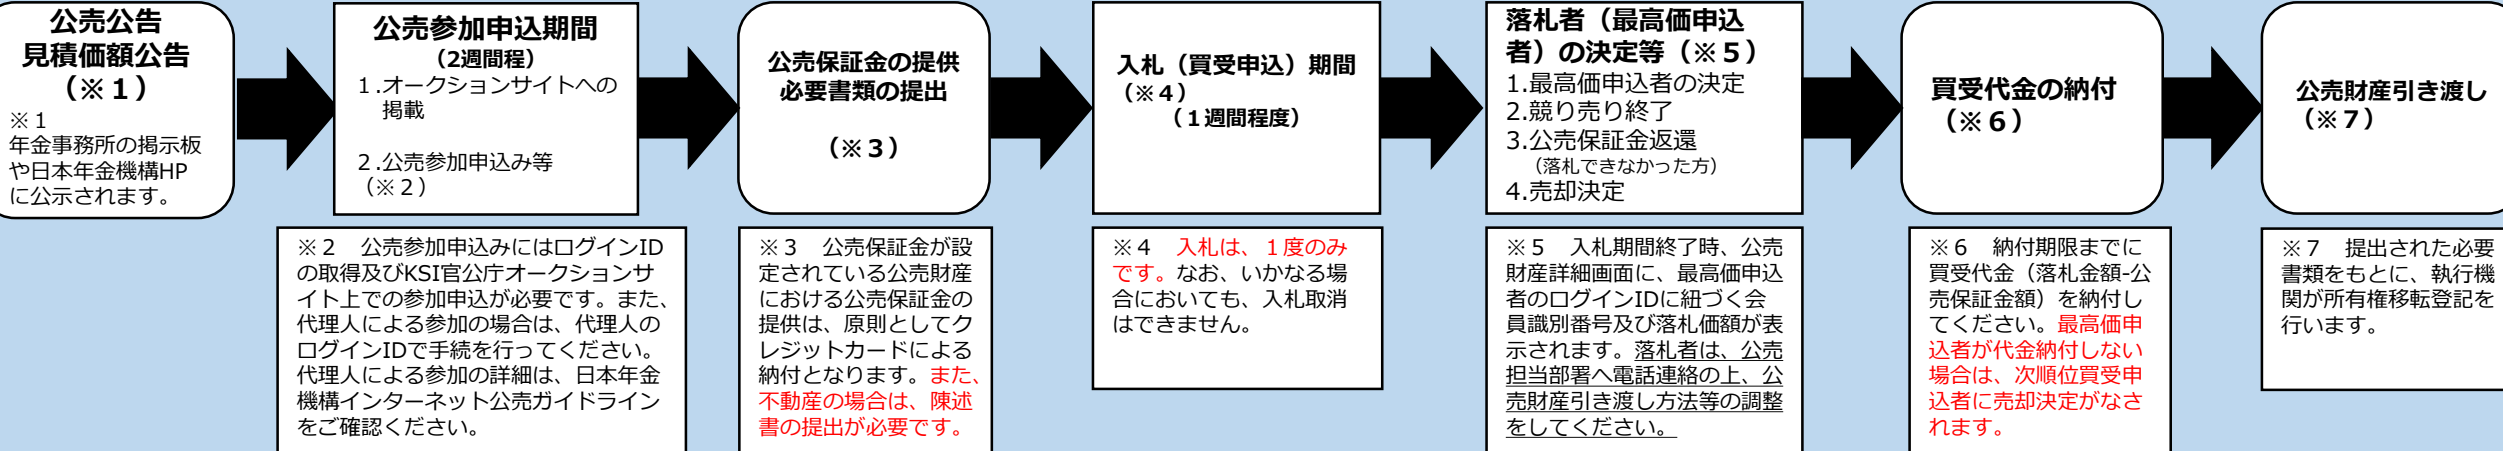 公売公告
見積価額公告
（※１）
※１
年金事務所の掲示板
や日本年金機構HP
に公示されます。
公売参加申込期間
（2週間程）
１.オークションサイトへの
掲載
２.公売参加申込み等
（※２）
公売保証金の提供
必要書類の提出
（※３）
入札（買受申込）期間
（※４）
（１週間程度）
落札者（最高価申込
者）の決定等（※５）
1.最高価申込者の決定
2.競り売り終了
3.公売保証金返還
（落札できなかった方）
4.売却決定
買受代金の納付
（※６）
公売財産引き渡し
（※７）
※２　公売参加申込みにはログインID
の取得及びKSI官公庁オークションサ
イト上での参加申込が必要です。また、
代理人による参加の場合は、代理人の
ログインIDで手続を行ってください。
代理人による参加の詳細は、日本年金
機構インターネット公売ガイドライン
をご確認ください。
※３　公売保証金が設
定されている公売財産
における公売保証金の
提供は、原則としてク
レジットカードによる
納付となります。また、
不動産の場合は、陳述
書の提出が必要です。
※４　入札は、１度のみ
です。なお、いかなる場
合においても、入札取消
はできません。
※５　入札期間終了時、公売
財産詳細画面に、最高価申込
者のログインIDに紐づく会
員識別番号及び落札価額が表
示されます。落札者は、公売
担当部署へ電話連絡の上、公
売財産引き渡し方法等の調整
をしてください。
※６　納付期限までに
買受代金（落札金額-公
売保証金額）を納付し
てください。最高価申
込者が代金納付しない
場合は、次順位買受申
込者に売却決定がなさ
れます。
※７　提出された必要
書類をもとに、執行機
関が所有権移転登記を
行います。